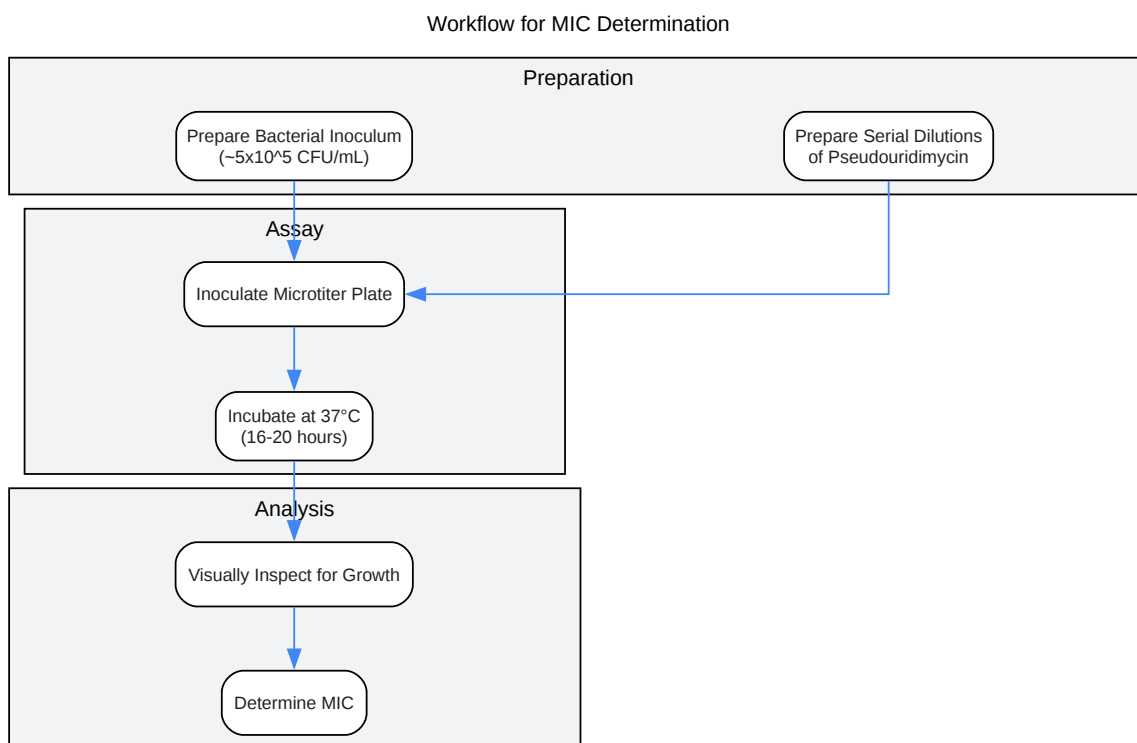 Workflow for MIC Determination
Preparation
Prepare Bacterial Inoculum
(~5x10^5 CFU/mL)
Prepare Serial Dilutions
of Pseudouridimycin
Assay
Inoculate Microtiter Plate
Incubate at 37°C
(16-20 hours)
Analysis
Visually Inspect for Growth
Determine MIC